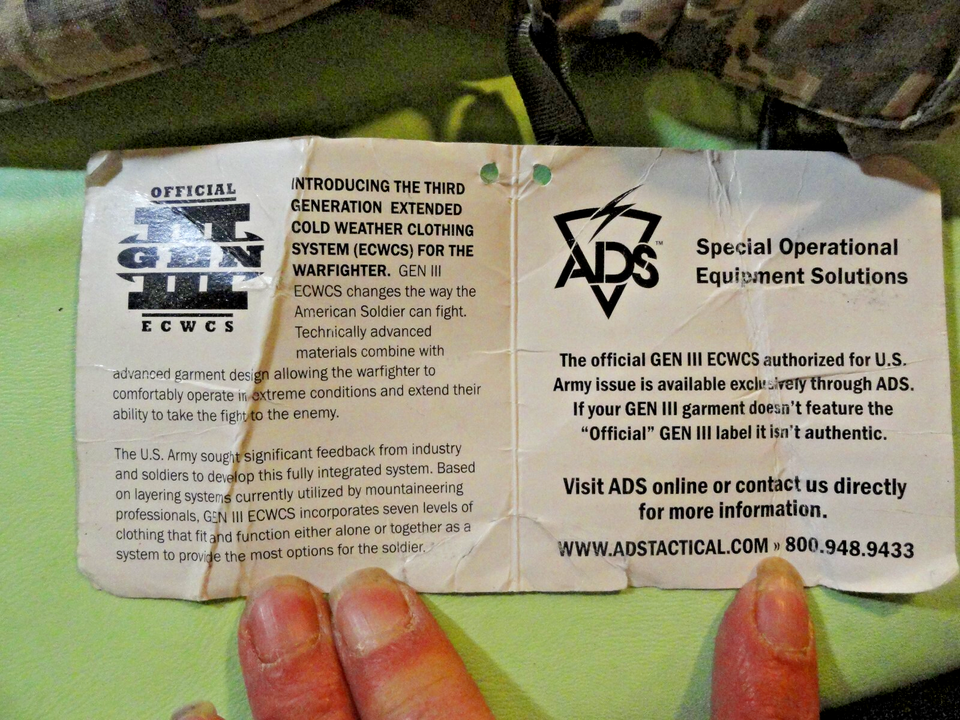 OFFICIAL
GEN
III
ECWCS
INTRODUCING THE THIRD
GENERATION EXTENDED
COLD WEATHER CLOTHING
SYSTEM (ECWCS) FOR THE
WARFIGHTER. GEN III
ECWCS changes the way the
American Soldier can fight.
Technically advanced
materials combine with
advanced garment design allowing the warfighter to
comfortably operate in extreme conditions and extend their
ability to take the fight to the enemy.
The U.S. Army sought significant feedback from industry
and soldiers to develop this fully integrated system. Based
on layering systems currently utilized by mountaineering
professionals, GEN III ECWCS incorporates seven levels of
clothing that fit and function either alone or together as a
system to provide the most options for the soldier.
ADS™
Special Operational
Equipment Solutions
The official GEN III ECWCS authorized for U.S.
Army issue is available exclusively through ADS.
If your GEN III garment doesn't feature the
“Official” GEN III label it isn't authentic.
Visit ADS online or contact us directly
for more information.
WWW.ADSTACTICAL.COM » 800.948.9433